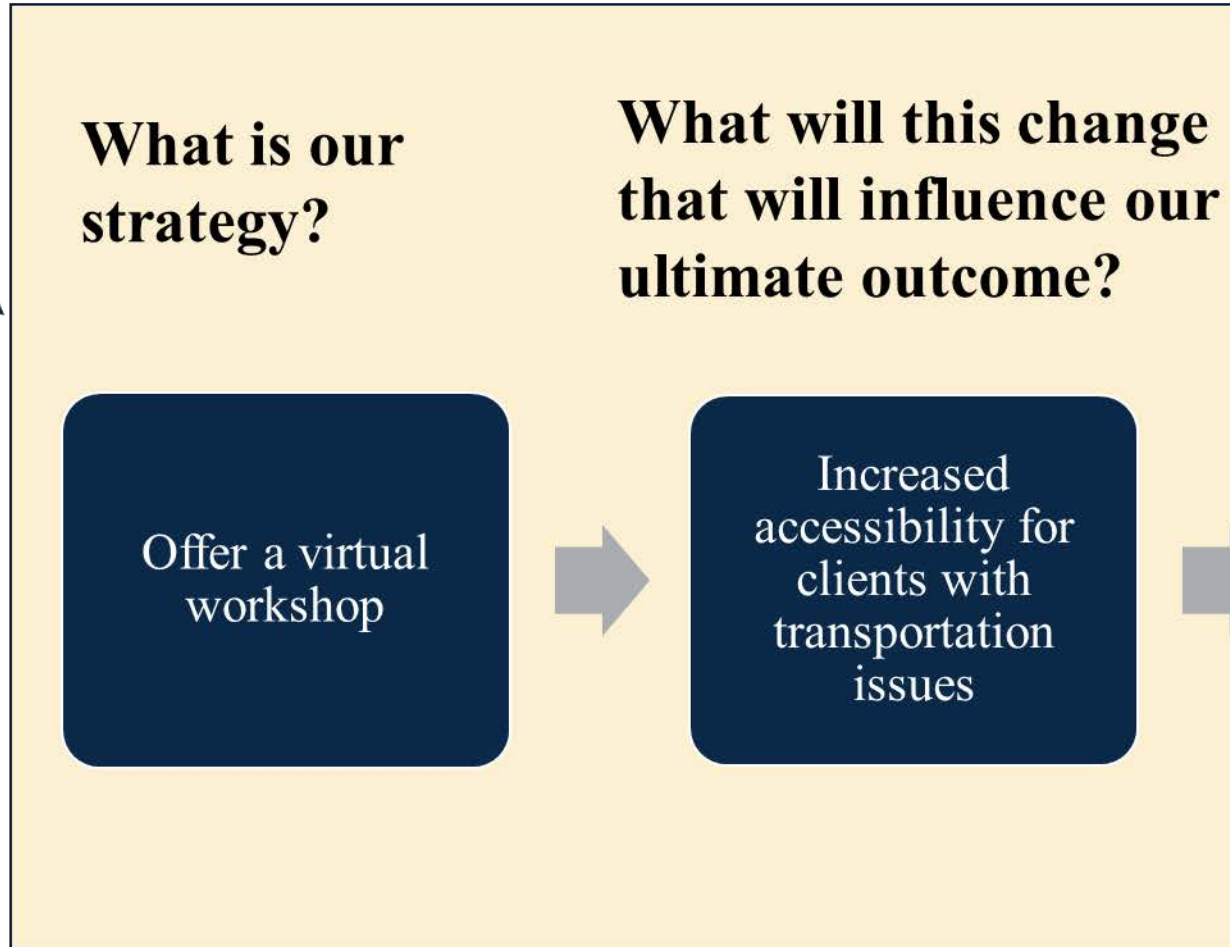 What is our
strategy?
What will this change
that will influence our
ultimate outcome?
Offer a virtual
workshop
Increased
accessibility for
clients with
transportation
issues